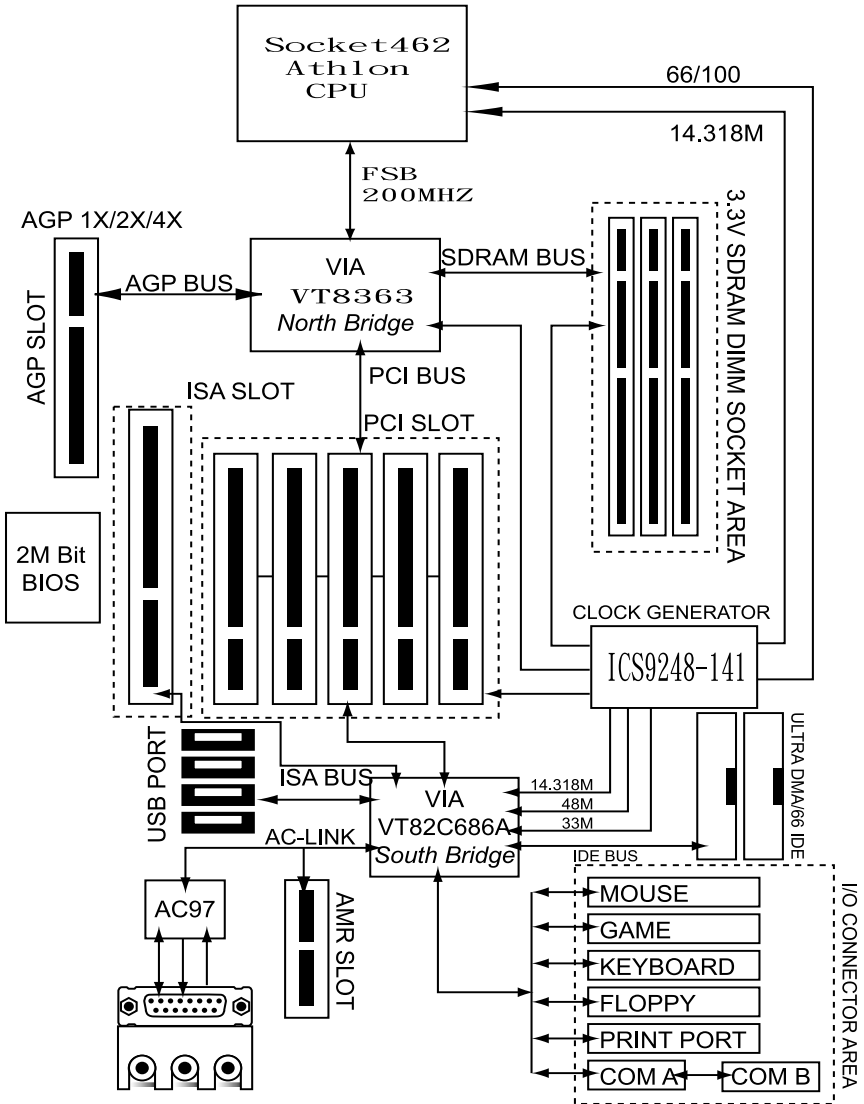 Socket462
Athlon
CPU
66/100
14.318M
FSB
200MHZ
AGP 1X/2X/4X
AGP SLOT
AGP BUS
VIA
VT8363
North Bridge
SDRAM BUS
3.3V SDRAM DIMM SOCKET AREA
PCI BUS
ISA SLOT
PCI SLOT
2M Bit
BIOS
CLOCK GENERATOR
ICS9248-141
USB PORT
ISA BUS
VIA
VT82C686A
South Bridge
14.318M
48M
33M
IDE BUS
ULTRA DMA/66 IDE
AC-LINK
AC97
AMR SLOT
I/O CONNECTOR AREA
MOUSE
GAME
KEYBOARD
FLOPPY
PRINT PORT
COM A
COM B